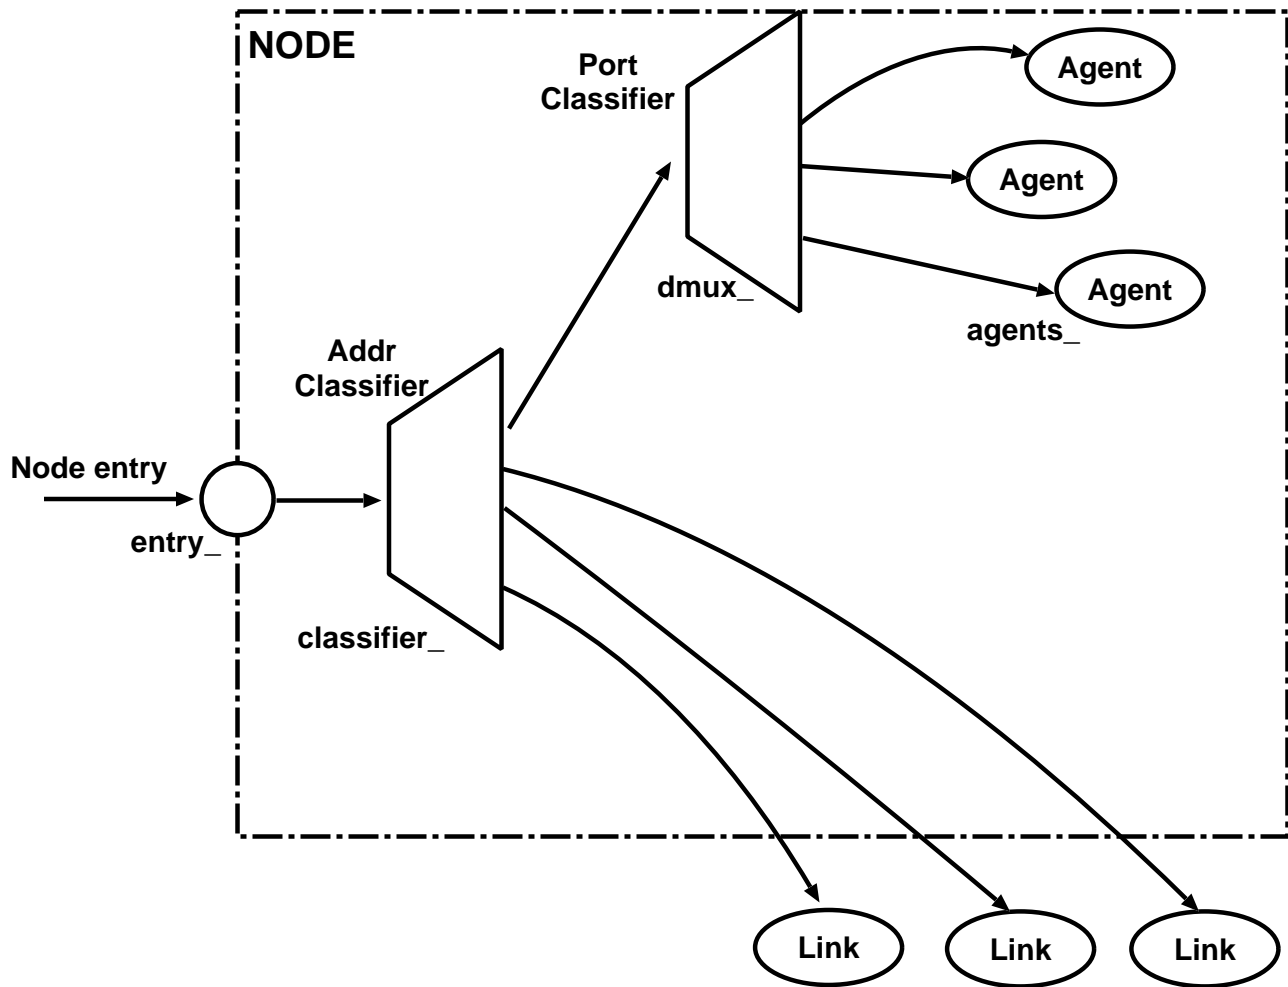 NODE
Port
Classifier
Agent
Agent
Agent
dmux_
agents_
Addr
Classifier
Node entry
entry_
classifier_
Link
Link
Link